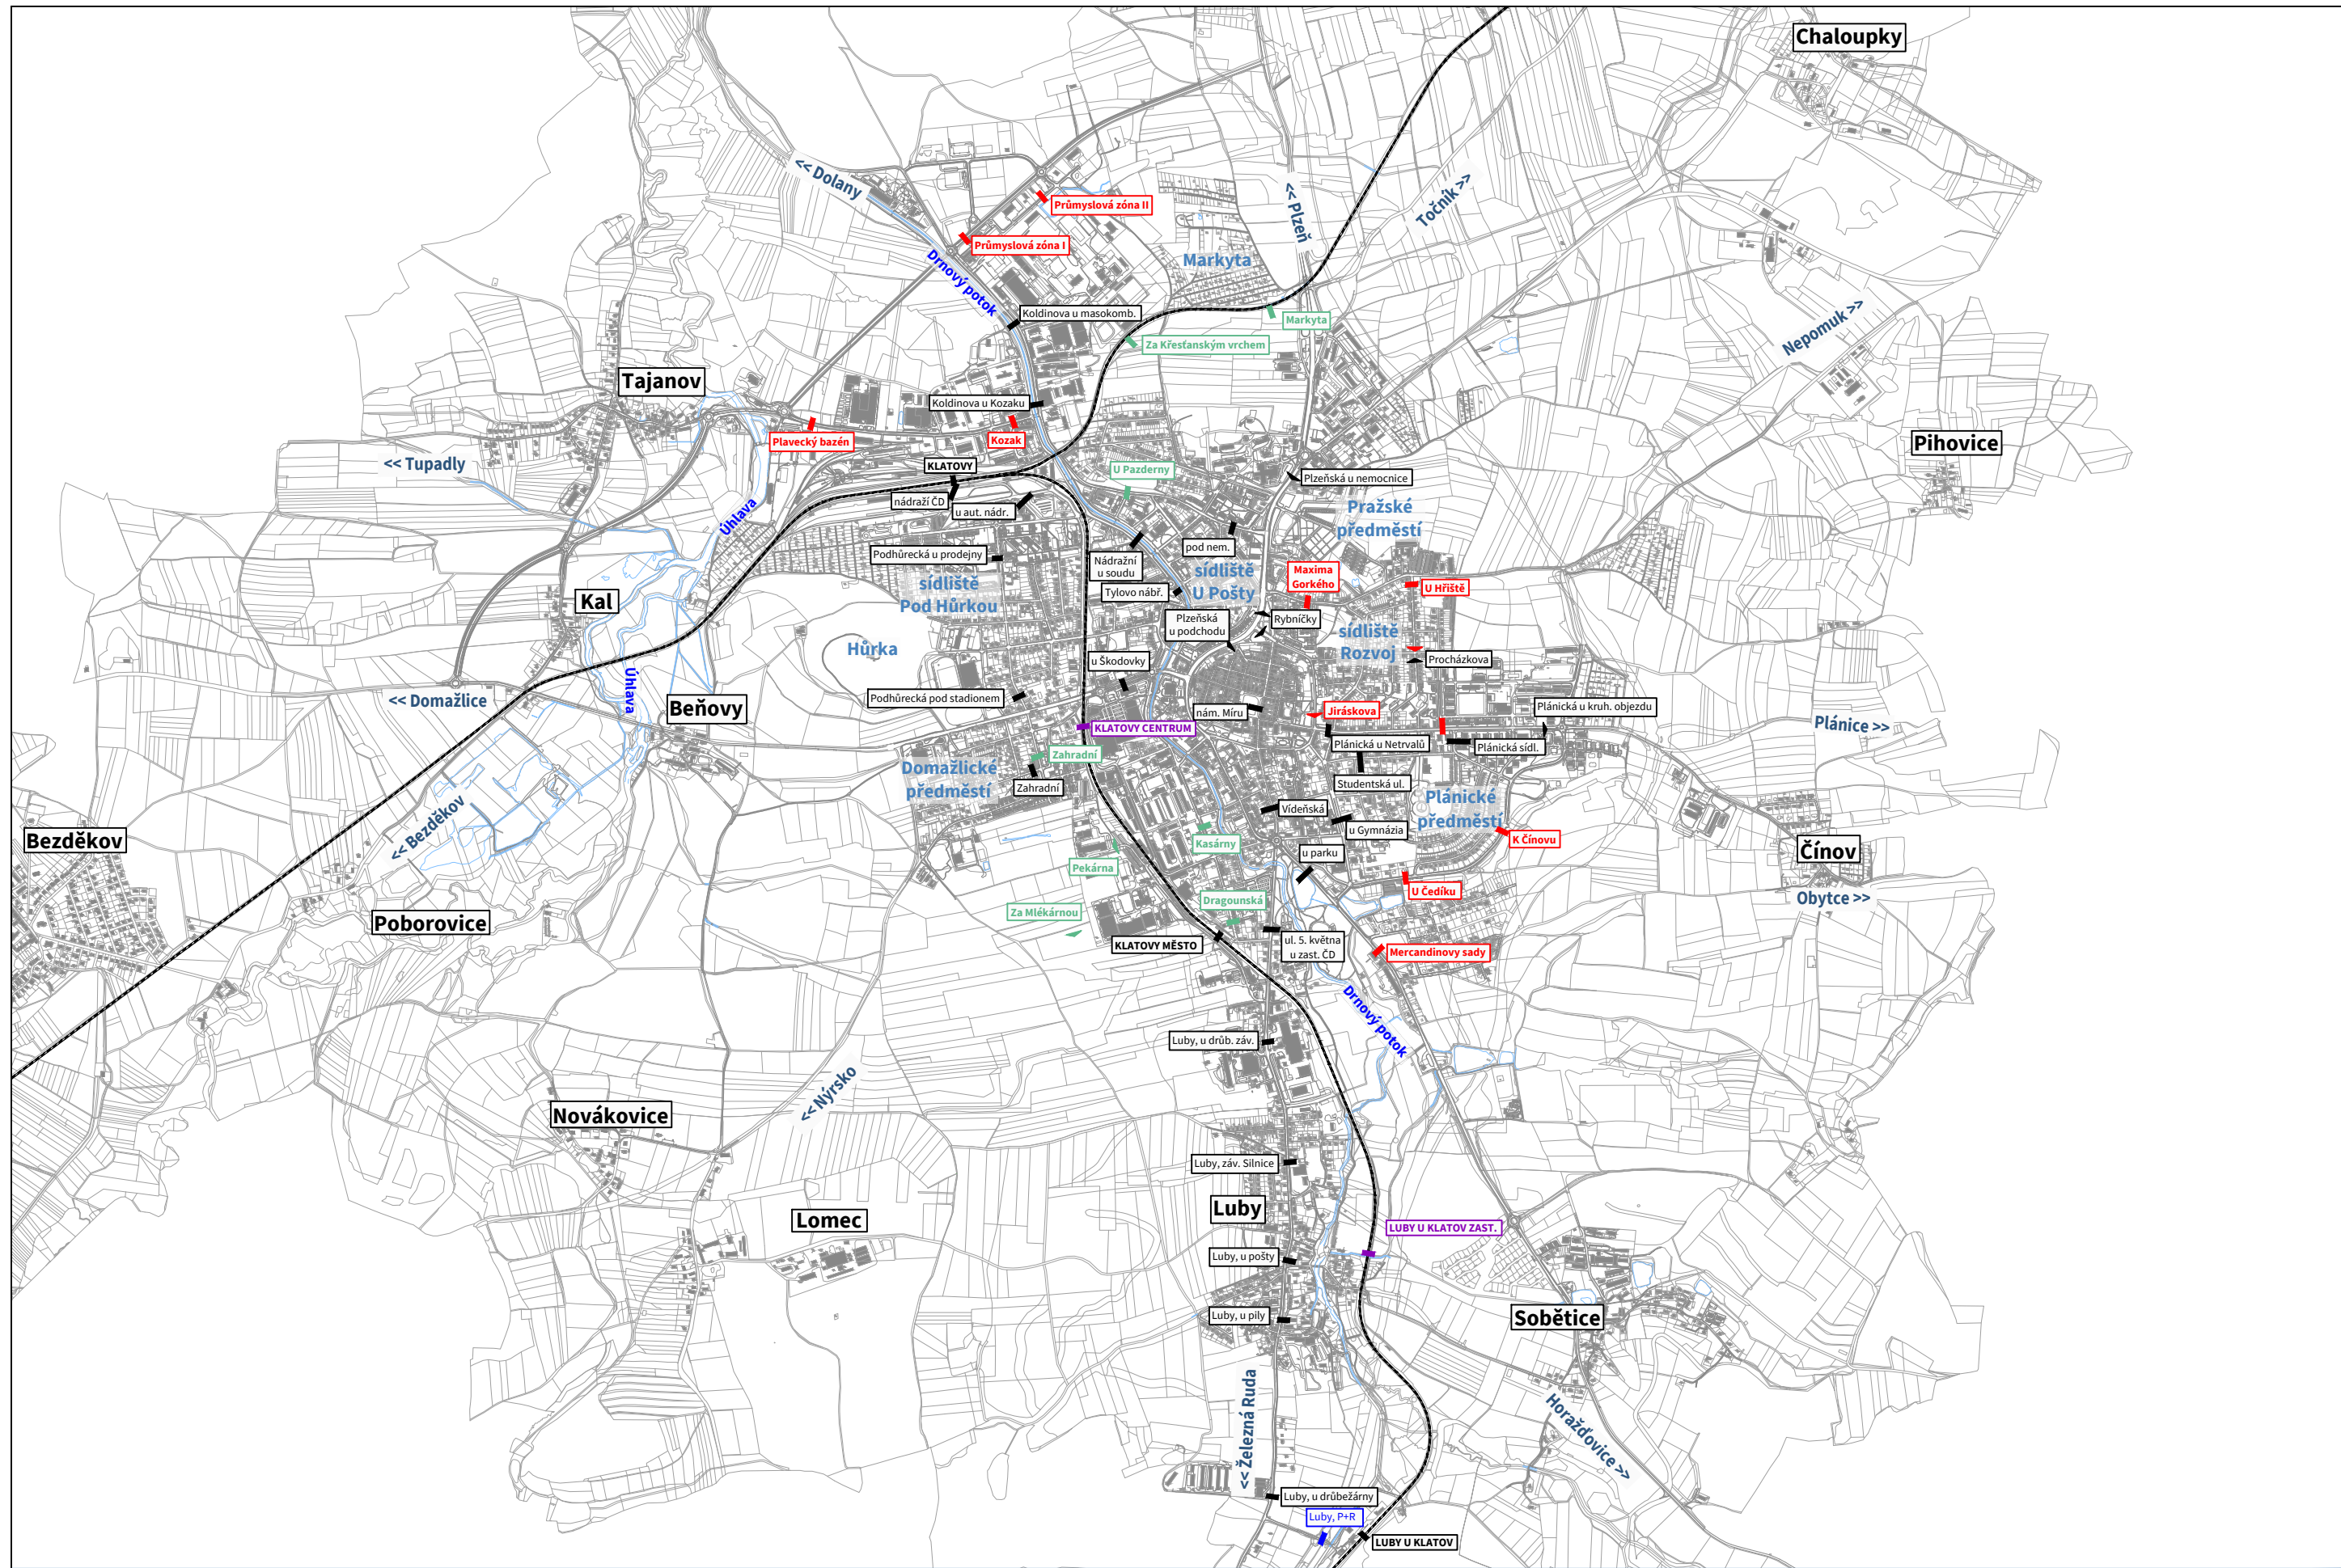 Chaloupky
<< Dolany
Průmyslová zóna II
<< Plzeň
Točník >>
Průmyslová zóna I
Markyta
Drnový potok
Koldinova u masokomb.
Markyta
Nepomuk >>
Za Křesťanským vrchem
Tajanov
Koldinova u Kozaku
Plavecký bazén
Kozak
Pihovice
<< Tupadly
KLATOVY
U Pazderny
Plzeňská u nemocnice
nádraží ČD
u aut. nádr.
Úhlava
Pražské
předměstí
Podhůrecká u prodejny
pod nem.
Nádražní
u soudu
sídliště
Pod Hůrkou
sídliště
U Pošty
Maxima
Gorkého
U Hřiště
Tylovo nábř.
Kal
Plzeňská
u podchodu
Rybníčky
sídliště
Rozvoj
Hůrka
u Škodovky
Procházkova
Úhlava
<< Domažlice
Beňovy
Podhůrecká pod stadionem
nám. Míru
Jiráskova
Plánická u kruh. objezdu
Plánice >>
KLATOVY CENTRUM
Plánická u Netrvalů
Plánická sídl.
Zahradní
Domažlické
předměstí
Zahradní
Studentská ul.
Plánické
předměstí
<< Bezděkov
Bezděkov
Vídeňská
u Gymnázia
K Čínovu
Kasárny
u parku
Čínov
Pekárna
U Čedíku
Obytce >>
Dragounská
Za Mlékárnou
Poborovice
KLATOVY MĚSTO
ul. 5. května
u zast. ČD
Mercandinovy sady
Drnový potok
Luby, u drůb. záv.
<< Nýrsko
Novákovice
Luby, záv. Silnice
Luby
Lomec
LUBY U KLATOV ZAST.
Luby, u pošty
Luby, u pily
Sobětice
<< Železná Ruda
Horažďovice >>
Luby, u drůbežárny
Luby, P+R
LUBY U KLATOV